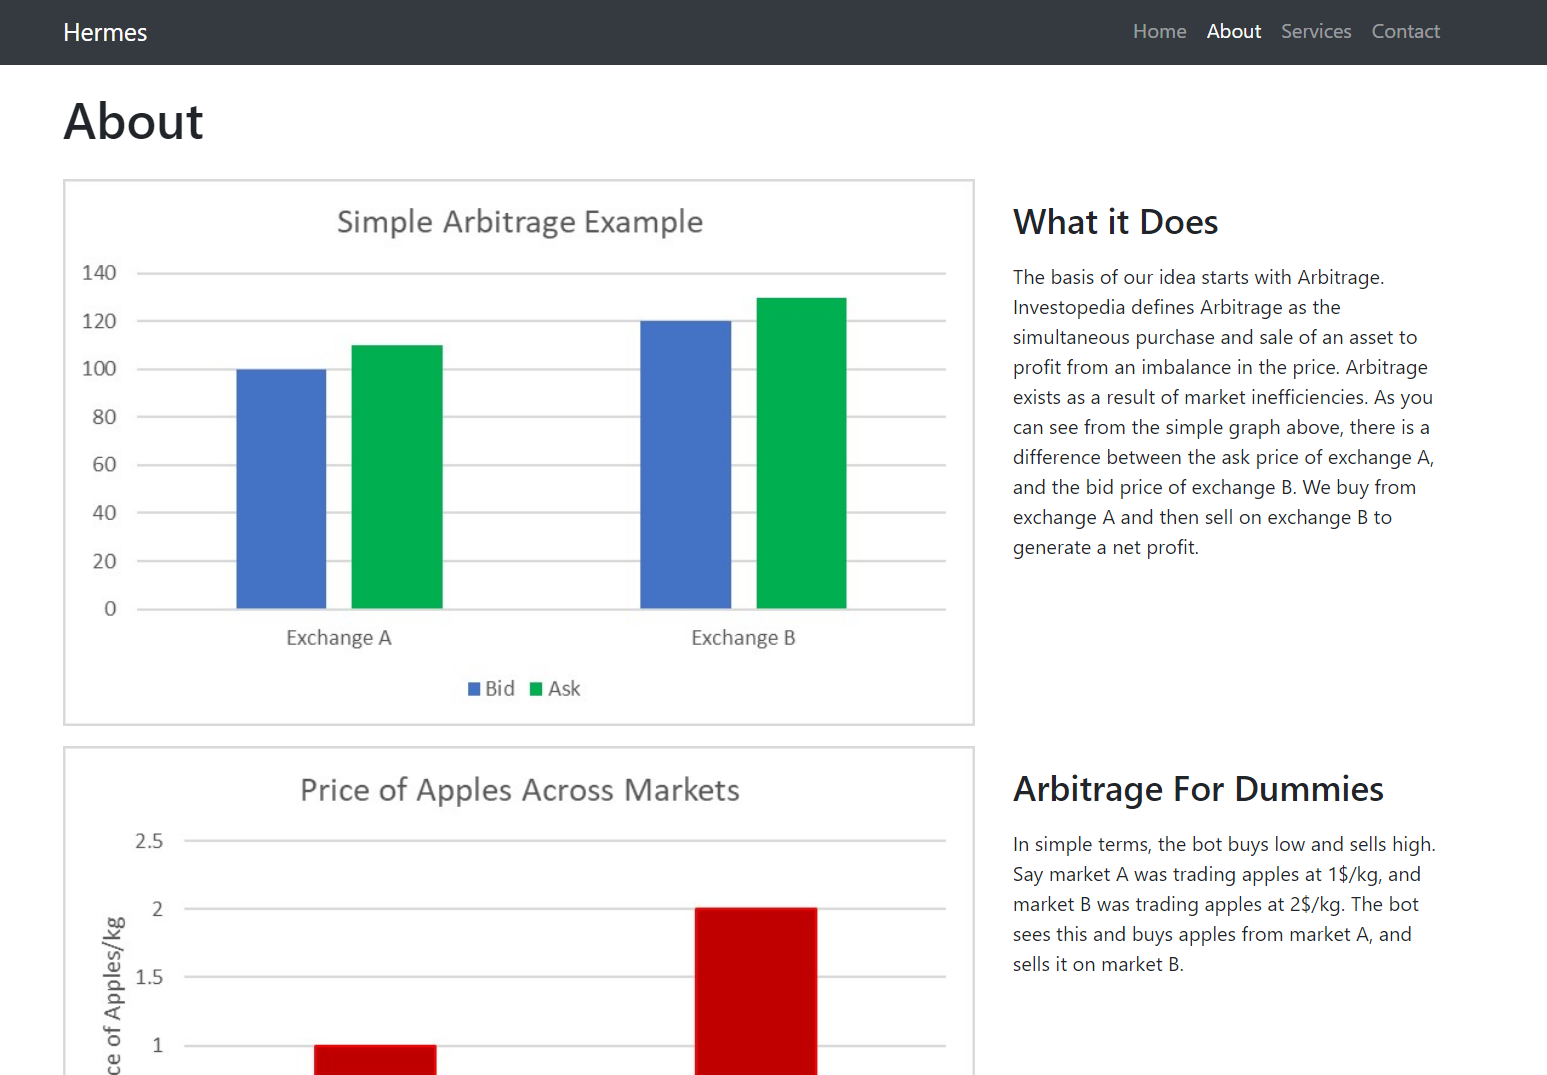 Hermes
Home About Services Contact
About
Simple Arbitrage Example
140
120
100
80
60
40
20
0
Exchange A Exchange B
Bid Ask
What it Does
The basis of our idea starts with Arbitrage.
Investopedia defines Arbitrage as the
simultaneous purchase and sale of an asset to
profit from an imbalance in the price. Arbitrage
exists as a result of market inefficiencies. As you
can see from the simple graph above, there is a
difference between the ask price of exchange A,
and the bid price of exchange B. We buy from
exchange A and then sell on exchange B to
generate a net profit.
Price of Apples Across Markets
2.5
2
1.5
1
ce of Apples/kg
Arbitrage For Dummies
In simple terms, the bot buys low and sells high.
Say market A was trading apples at 1$/kg, and
market B was trading apples at 2$/kg. The bot
sees this and buys apples from market A, and
sells it on market B.